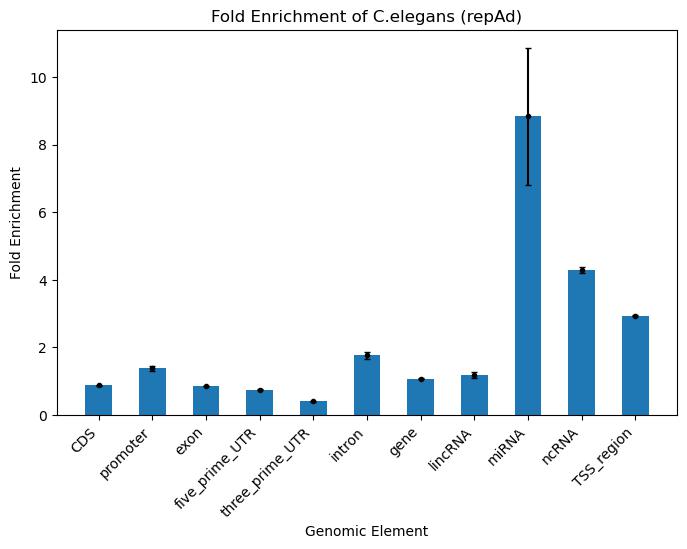 Fold Enrichment of C.elegans (repAd)
Fold Enrichment
10
8
6
4
2
0
CDS
promoter
exon
five_prime_UTR
three_prime_UTR
intron
gene
lincRNA
miRNA
ncRNA
TSS_region
Genomic Element